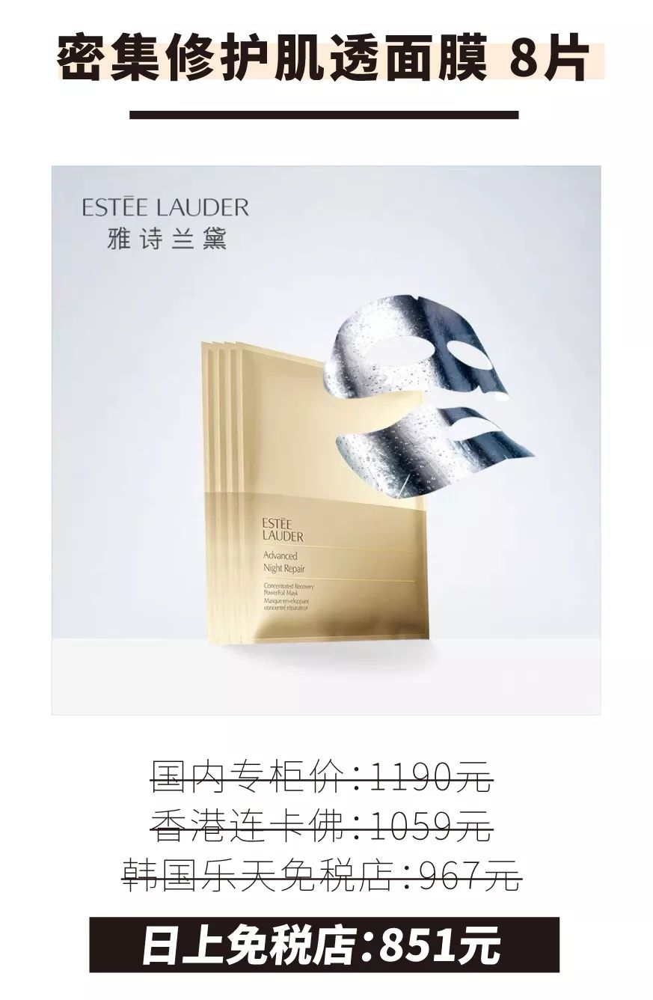 密集修护肌透面膜 8片
ESTĒE LAUDER
雅诗兰黛
ESTĒE
LAUDER
Advanced
Night Repair
Concentrated Recovery
PowerFoil Mask
Masque enveloppant
concentré réparateur
国内专柜价:1190元
香港连卡佛:1059元
韩国乐天免税店:967元
日上免税店:851元